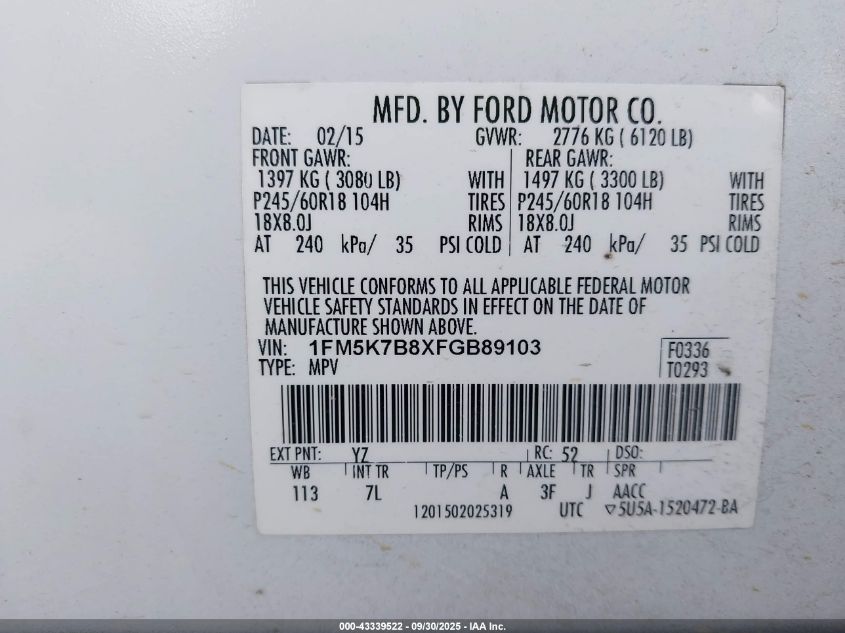 MFD. BY FORD MOTOR CO.
DATE: 02/15 GVWR: 2776 KG ( 6120 LB)
FRONT GAWR: REAR GAWR:
1397 KG ( 3080 LB) WITH 1497 KG ( 3300 LB) WITH
P245/60R18 104H TIRES P245/60R18 104H TIRES
18X8.0J RIMS 18X8.0J RIMS
AT 240 kPa/ 35 PSI COLD AT 240 kPa/ 35 PSI COLD
THIS VEHICLE CONFORMS TO ALL APPLICABLE FEDERAL MOTOR
VEHICLE SAFETY STANDARDS IN EFFECT ON THE DATE OF
MANUFACTURE SHOWN ABOVE.
VIN: 1FM5K7B8XFGB89103 F0336
TYPE: MPV T0293
EXT PNT: YZ RC: 52 DSO:
WB INT TR TP/PS R AXLE TR SPR
113 7L A 3F J AACC
1201502025319 UTC ▽5U5A-1520472-BA
000-43339522 - 09/30/2025 - IAA Inc.